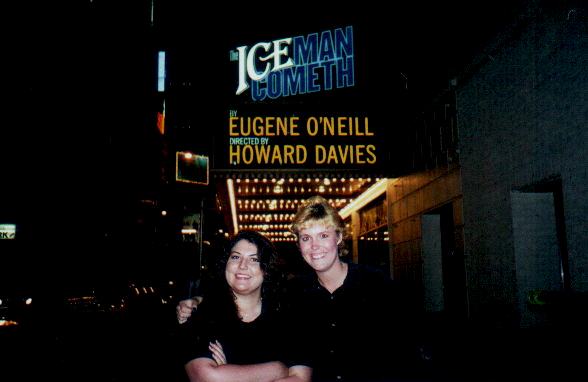 The
ICEMAN
COMETH
BY
EUGENE O'NEILL
DIRECTED BY
HOWARD DAVIES